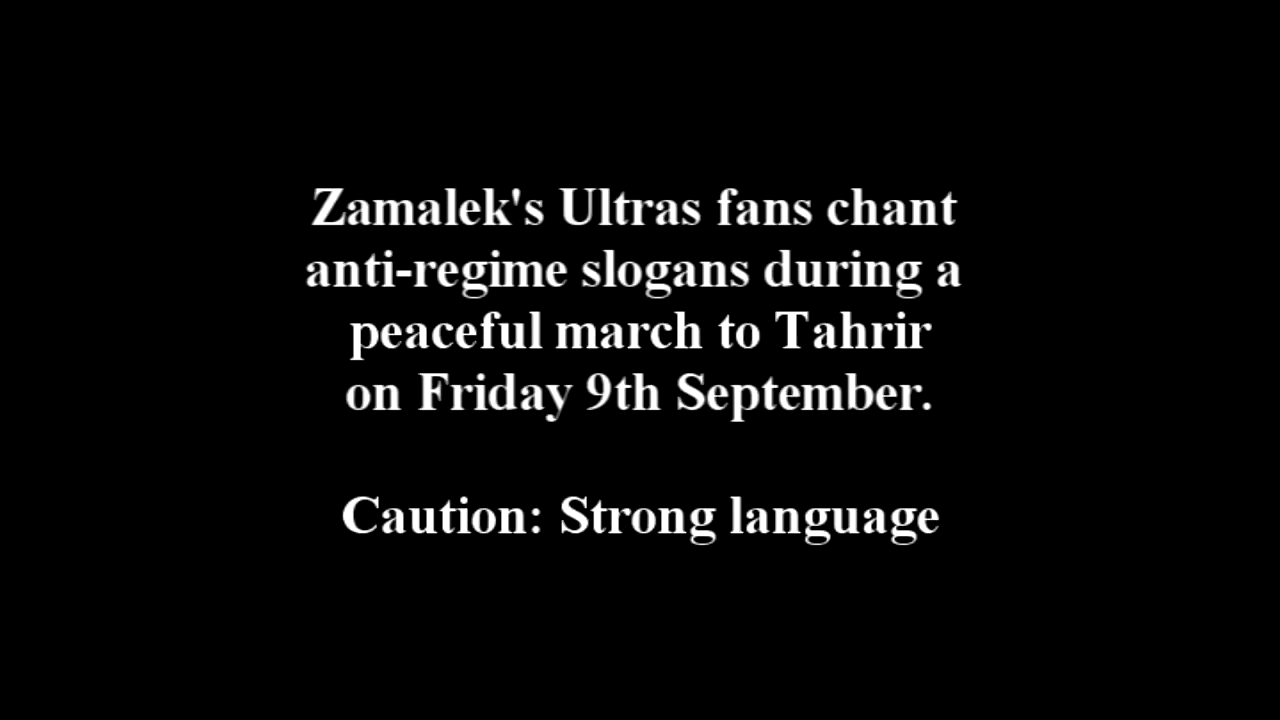 Zamalek's Ultras fans chant
anti-regime slogans during a
peaceful march to Tahrir
on Friday 9th September.
Caution: Strong language